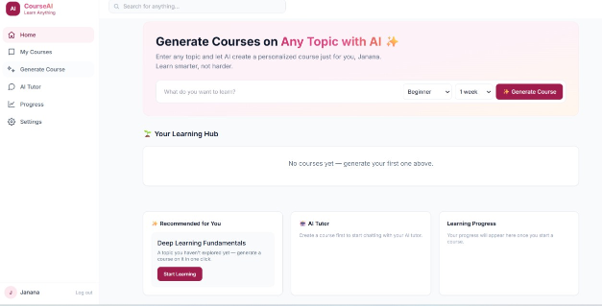 AI
CourseAI
Learn Anything
Search for anything...
Home
My Courses
Generate Course
AI Tutor
Progress
Settings
Generate Courses on Any Topic with AI ✨
Enter any topic and let AI create a personalized course just for you, Janana.
Learn smarter, not harder.
What do you want to learn?
Beginner
1 week
✨ Generate Course
Your Learning Hub
No courses yet — generate your first one above.
Recommended for You
Deep Learning Fundamentals
A topic you haven't explored yet — generate
a course on it in one click
Start Learning
AI Tutor
Create a course first to start chatting with your AI tutor.
Learning Progress
Your progress will appear here once you start a
course.
J
Janana
Log out